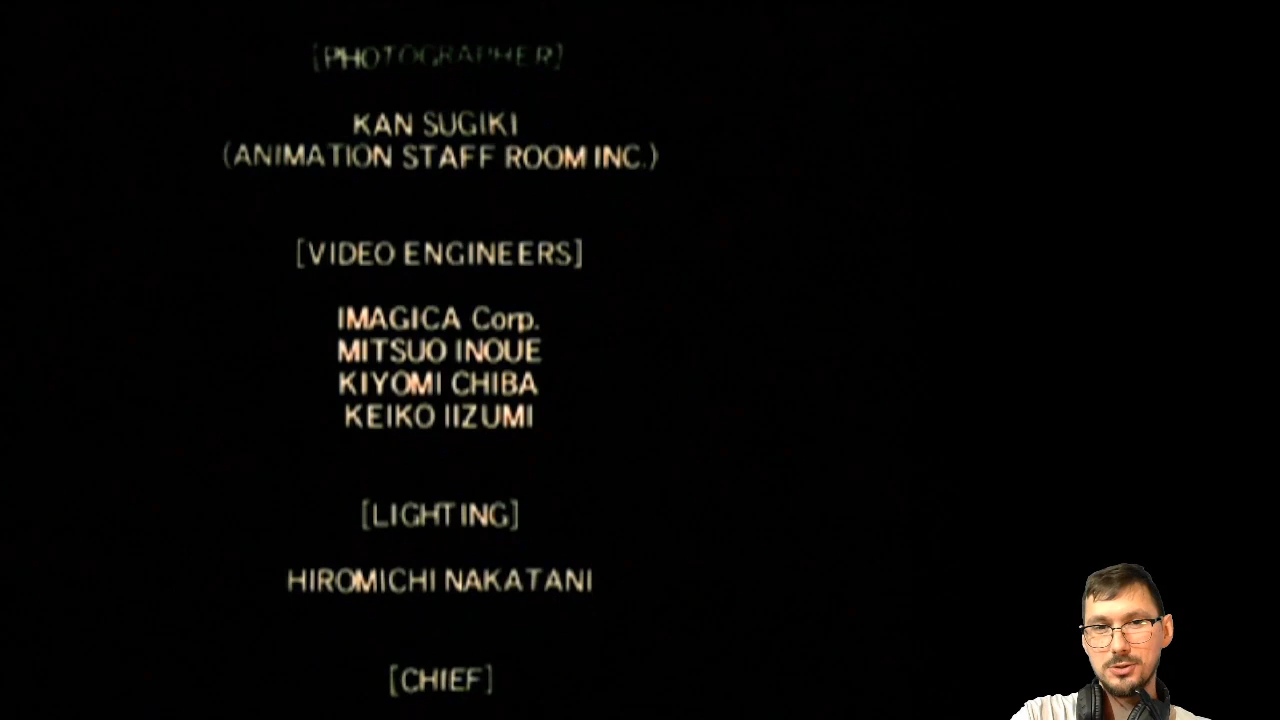 [PHOTOGRAPHER]
KAN SUGIKI
(ANIMATION STAFF ROOM INC.)
[VIDEO ENGINEERS]
IMAGICA Corp.
MITSUO INOUE
KIYOMI CHIBA
KEIKO IIZUMI
[LIGHTING]
HIROMICHI NAKATANI
[CHIEF]